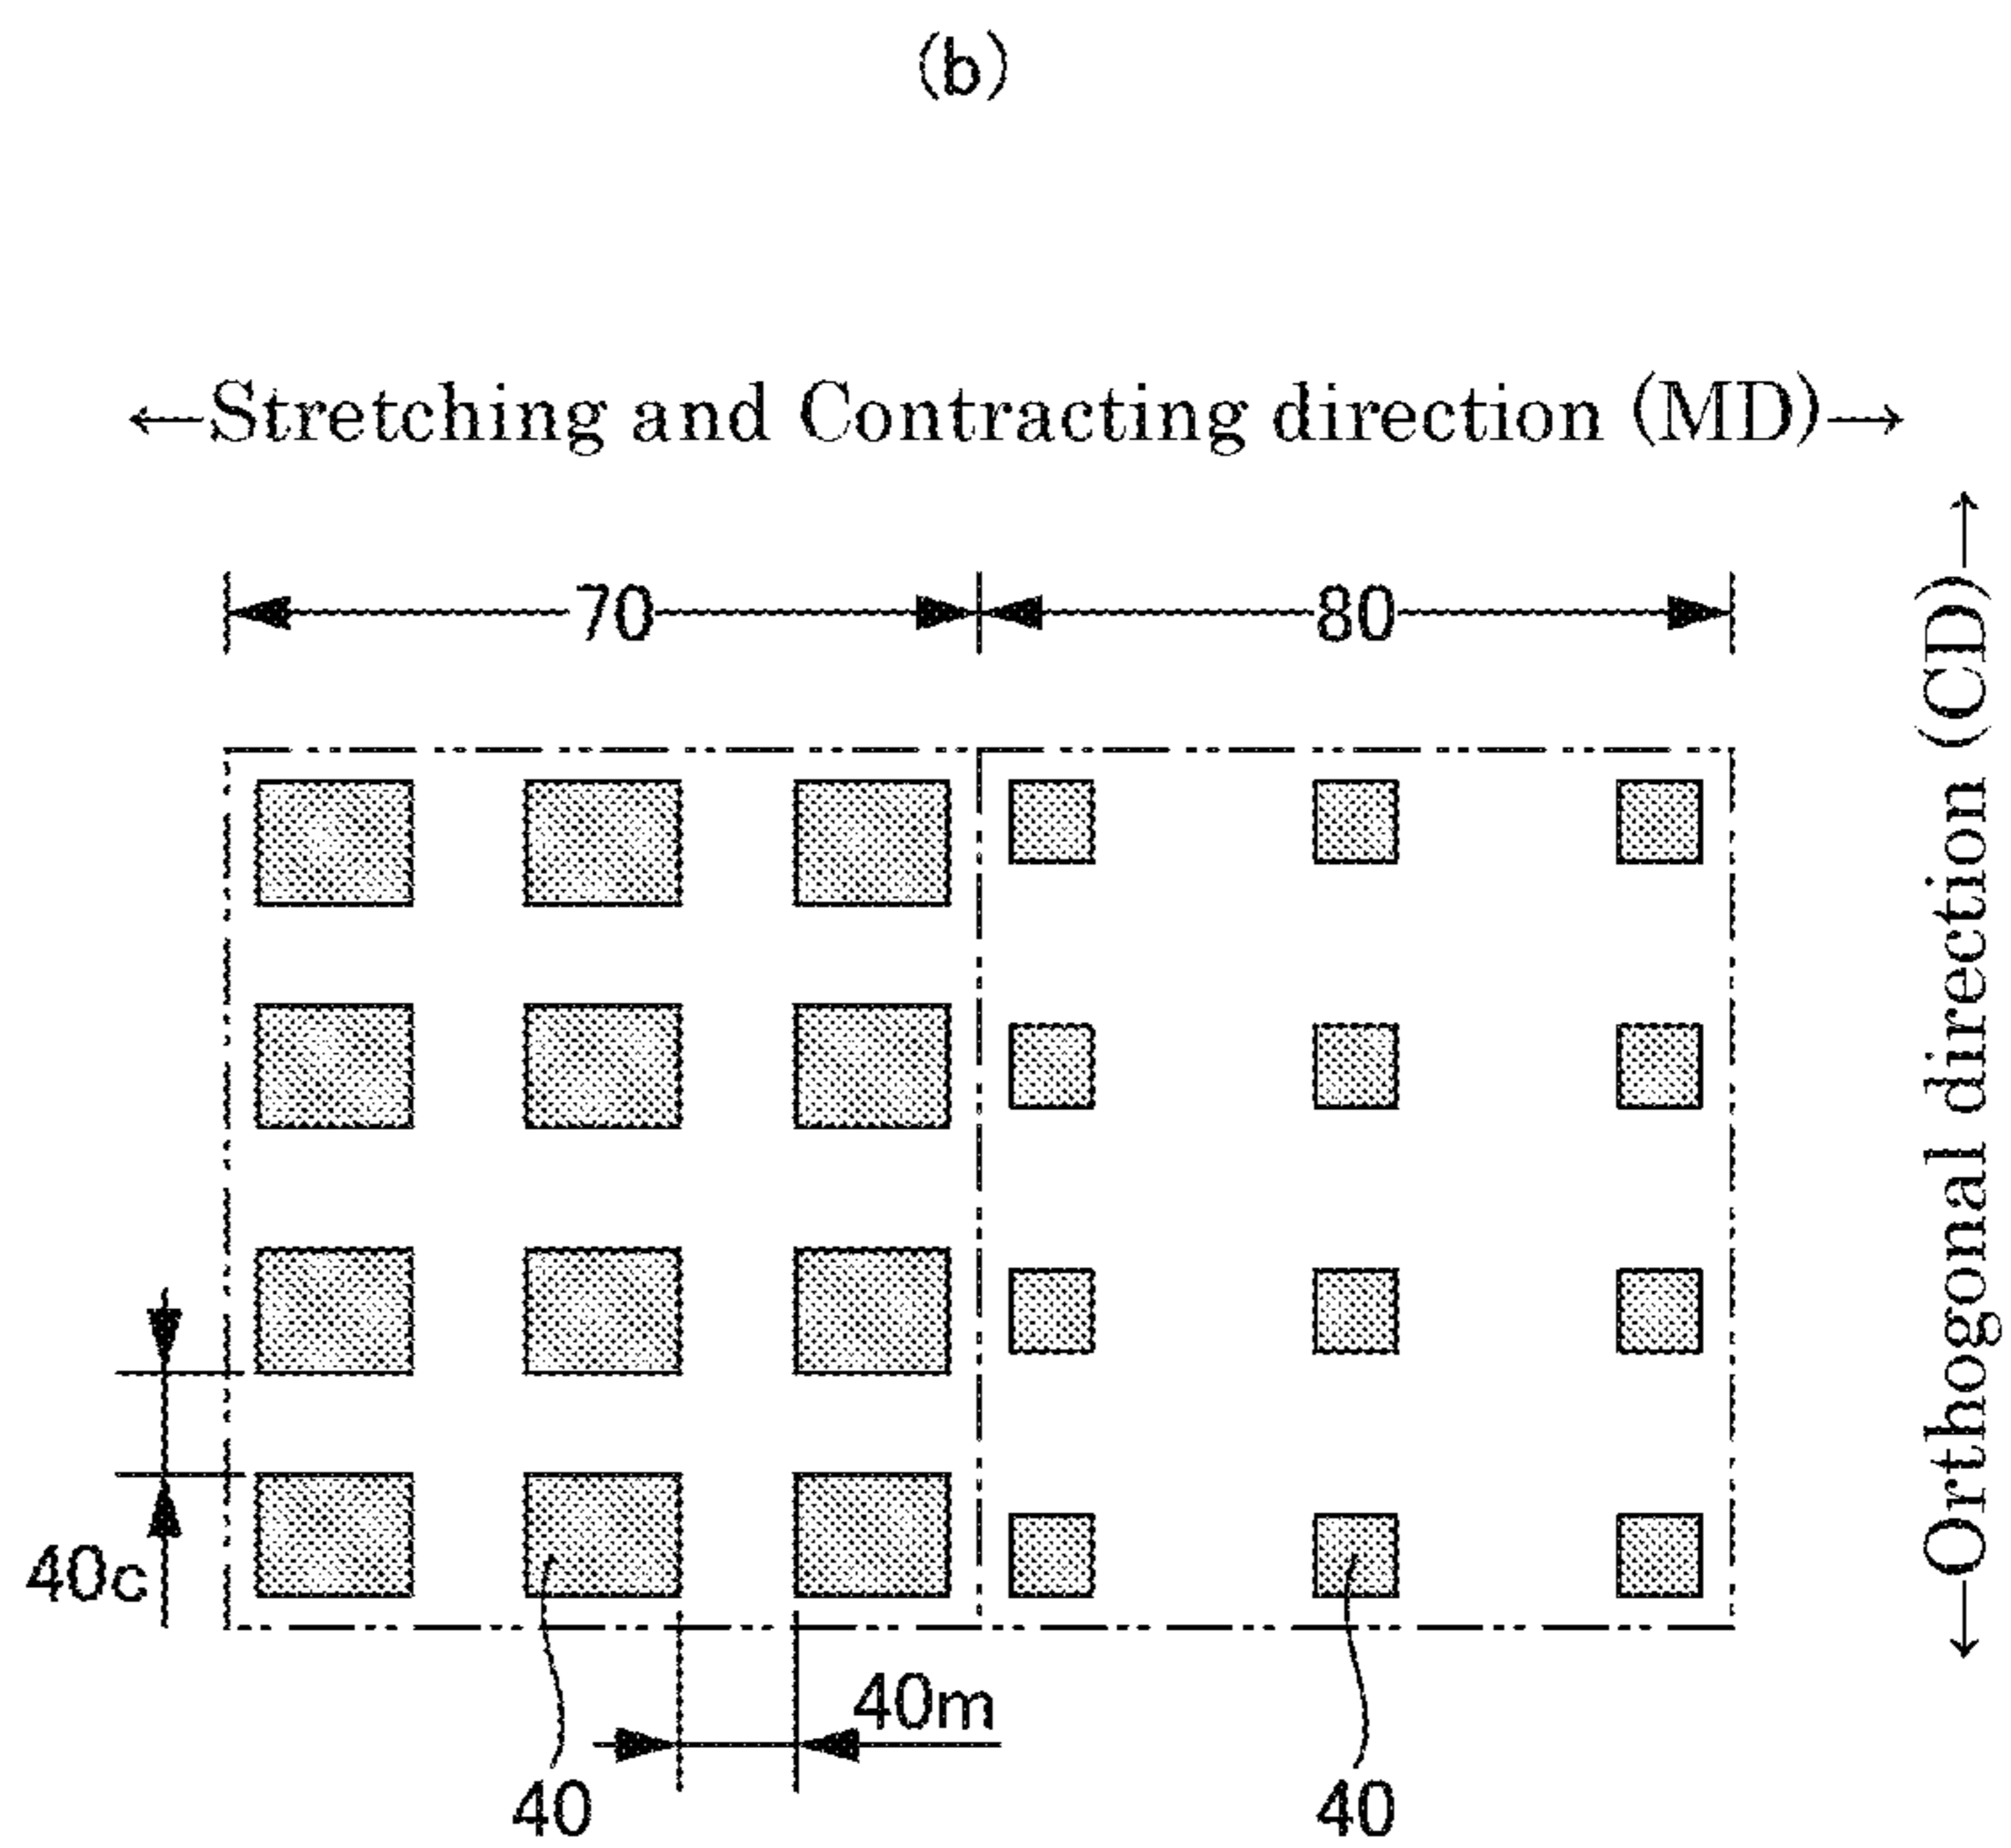 (b)
←Stretching and Contracting direction (MD)→
←Orthogonal direction (CD)→
70
80
40c
40m
40
40